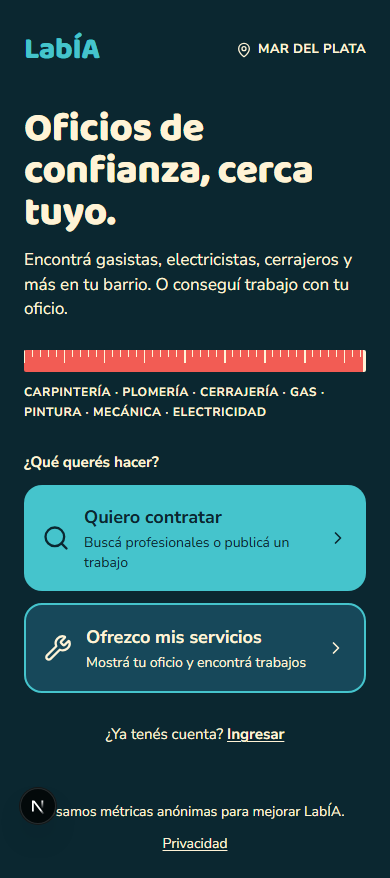 LabÍA
MAR DEL PLATA
Oficios de
confianza, cerca
tuyo.
Encontrá gasistas, electricistas, cerrajeros y
más en tu barrio. O conseguí trabajo con tu
oficio.
CARPINTERÍA · PLOMERÍA · CERRAJERÍA · GAS ·
PINTURA · MECÁNICA · ELECTRICIDAD
¿Qué querés hacer?
Quiero contratar
Buscá profesionales o publicá un
trabajo
Ofrezco mis servicios
Mostrá tu oficio y encontrá trabajos
¿Ya tenés cuenta? Ingresar
N
samos métricas anónimas para mejorar LabÍA.
Privacidad